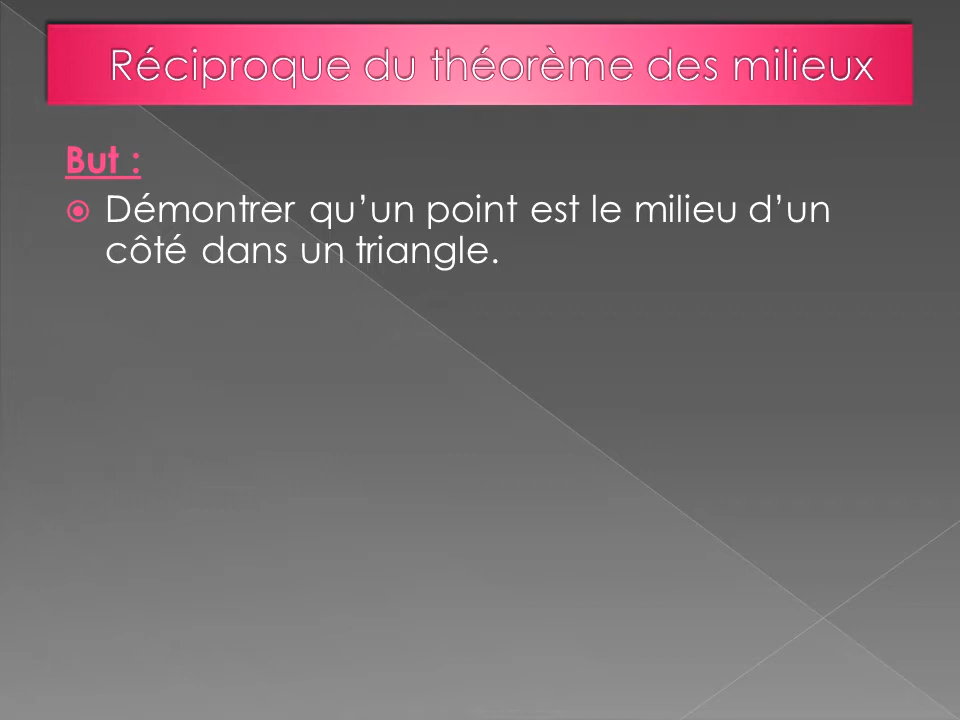 Réciproque du théorème des milieux
But :
Démontrer qu’un point est le milieu d’un
côté dans un triangle.